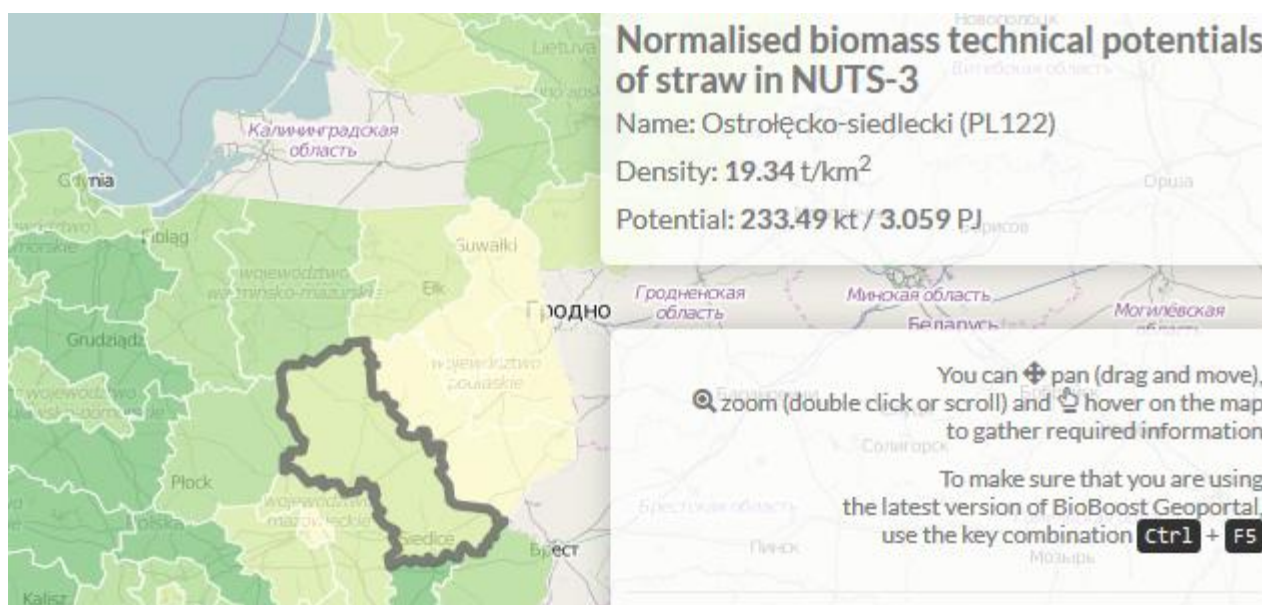 Normalised biomass technical potentials
of straw in NUTS-3
Name: Ostrołęcko-siedlecki (PL122)
Density: 19.34 t/km²
Potential: 233.49 kt / 3.059 PJ
Lietuva
Калининградская
область
Gdynia
Elbląg
Suwałki
województwo
warmińsko-mazurskie
Ełk
Гродно
Гродненская
область
Минская область
Могилёвская
Беларусь
Grudziądz
województwo
podlaskie
You can pan (drag and move),
zoom (double click or scroll) and hover on the map
to gather required information
Солигорск
Płock
To make sure that you are using
the latest version of BioBoost Geoportal,
use the key combination Ctrl + F5
Брестская область
województwo
mazowieckie
Polska
Siedlce
Брест
Пинск
Мозырь
Kalisz